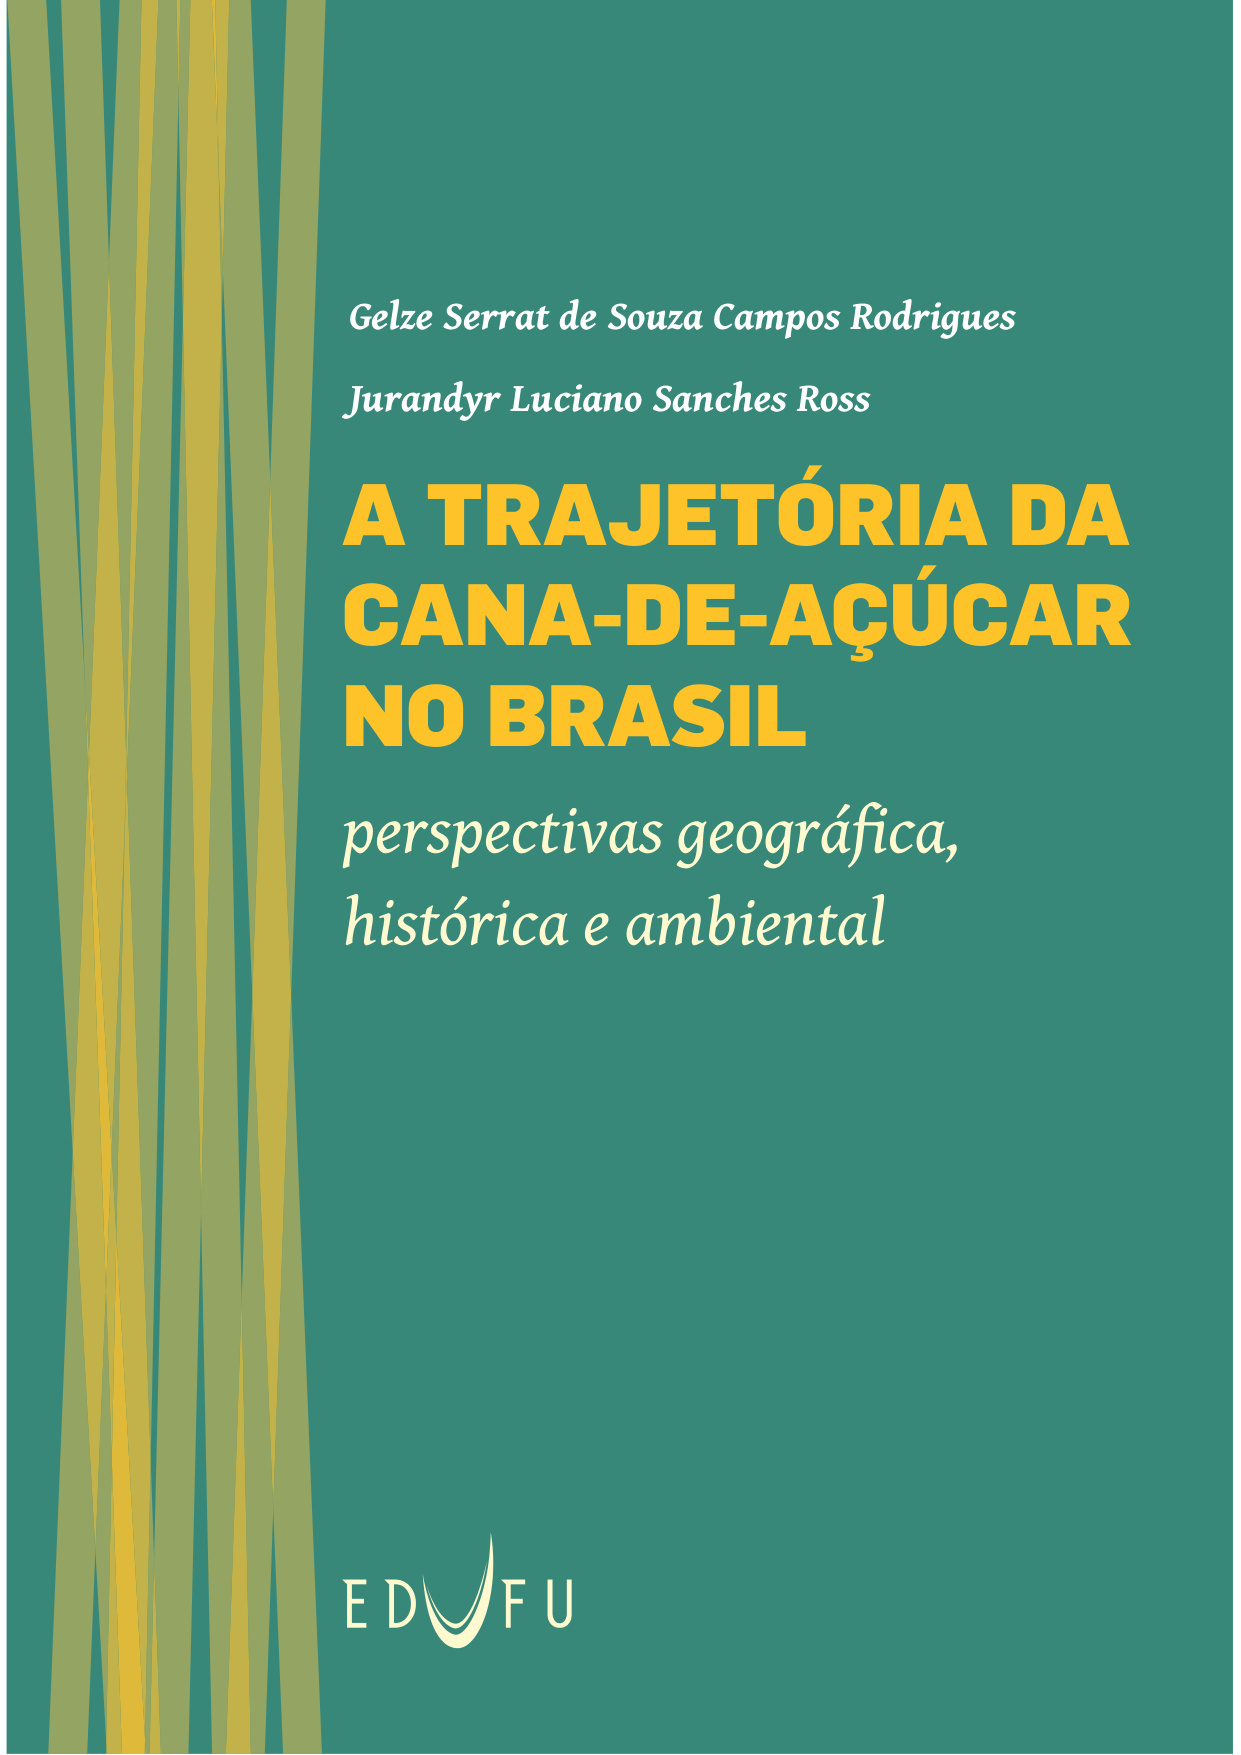 Gelze Serrat de Souza Campos Rodrigues
Jurandyr Luciano Sanches Ross
A TRAJETÓRIA DA
CANA-DE-AÇÚCAR
NO BRASIL
perspectivas geográfica,
histórica e ambiental
EDUFU